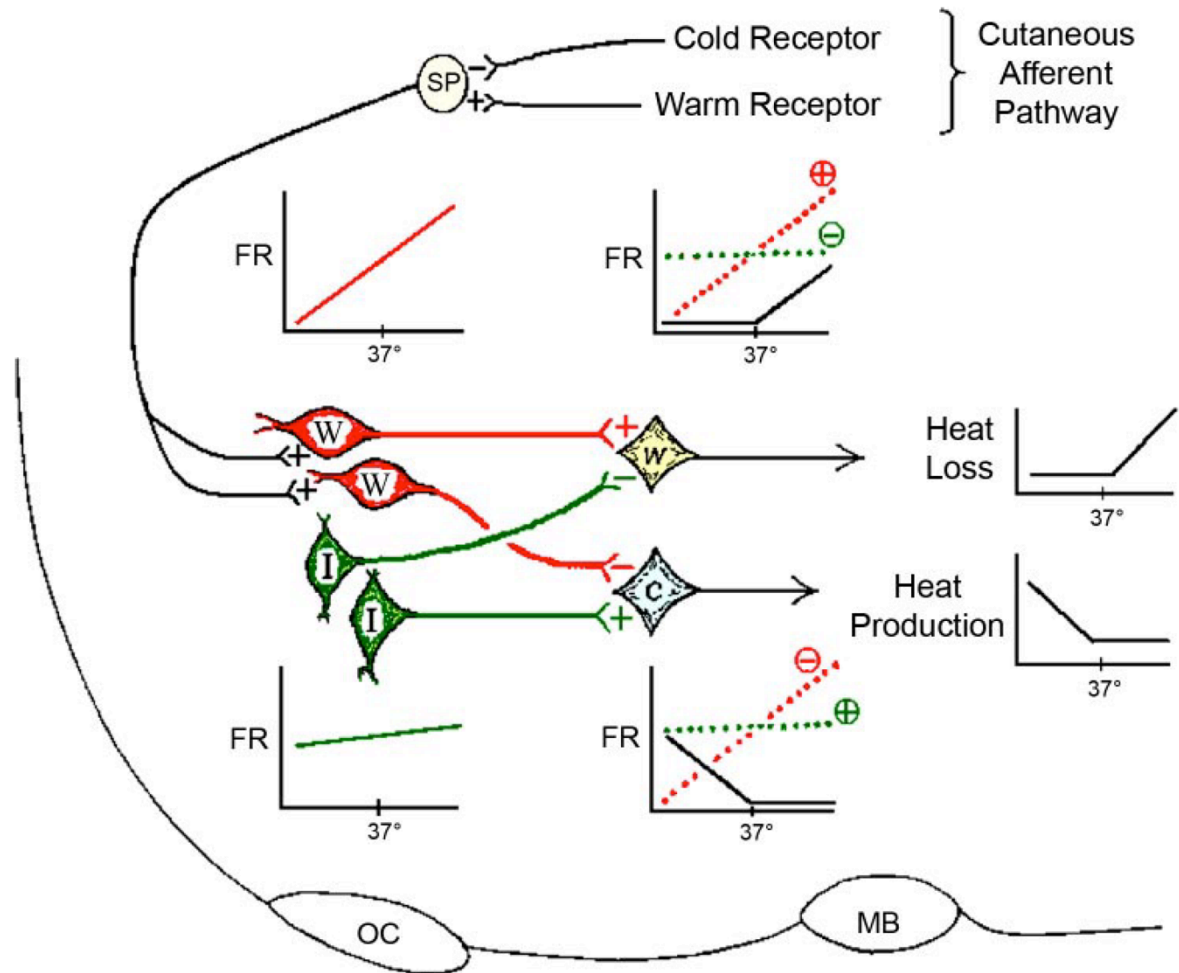 Cold Receptor
Warm Receptor
Cutaneous
Afferent
Pathway
SP
−
+
FR
37°
FR
+
−
37°
W
+
w
+
W
+
−
I
I
−
c
+
Heat
Loss
37°
Heat
Production
37°
FR
37°
FR
−
+
37°
OC
MB